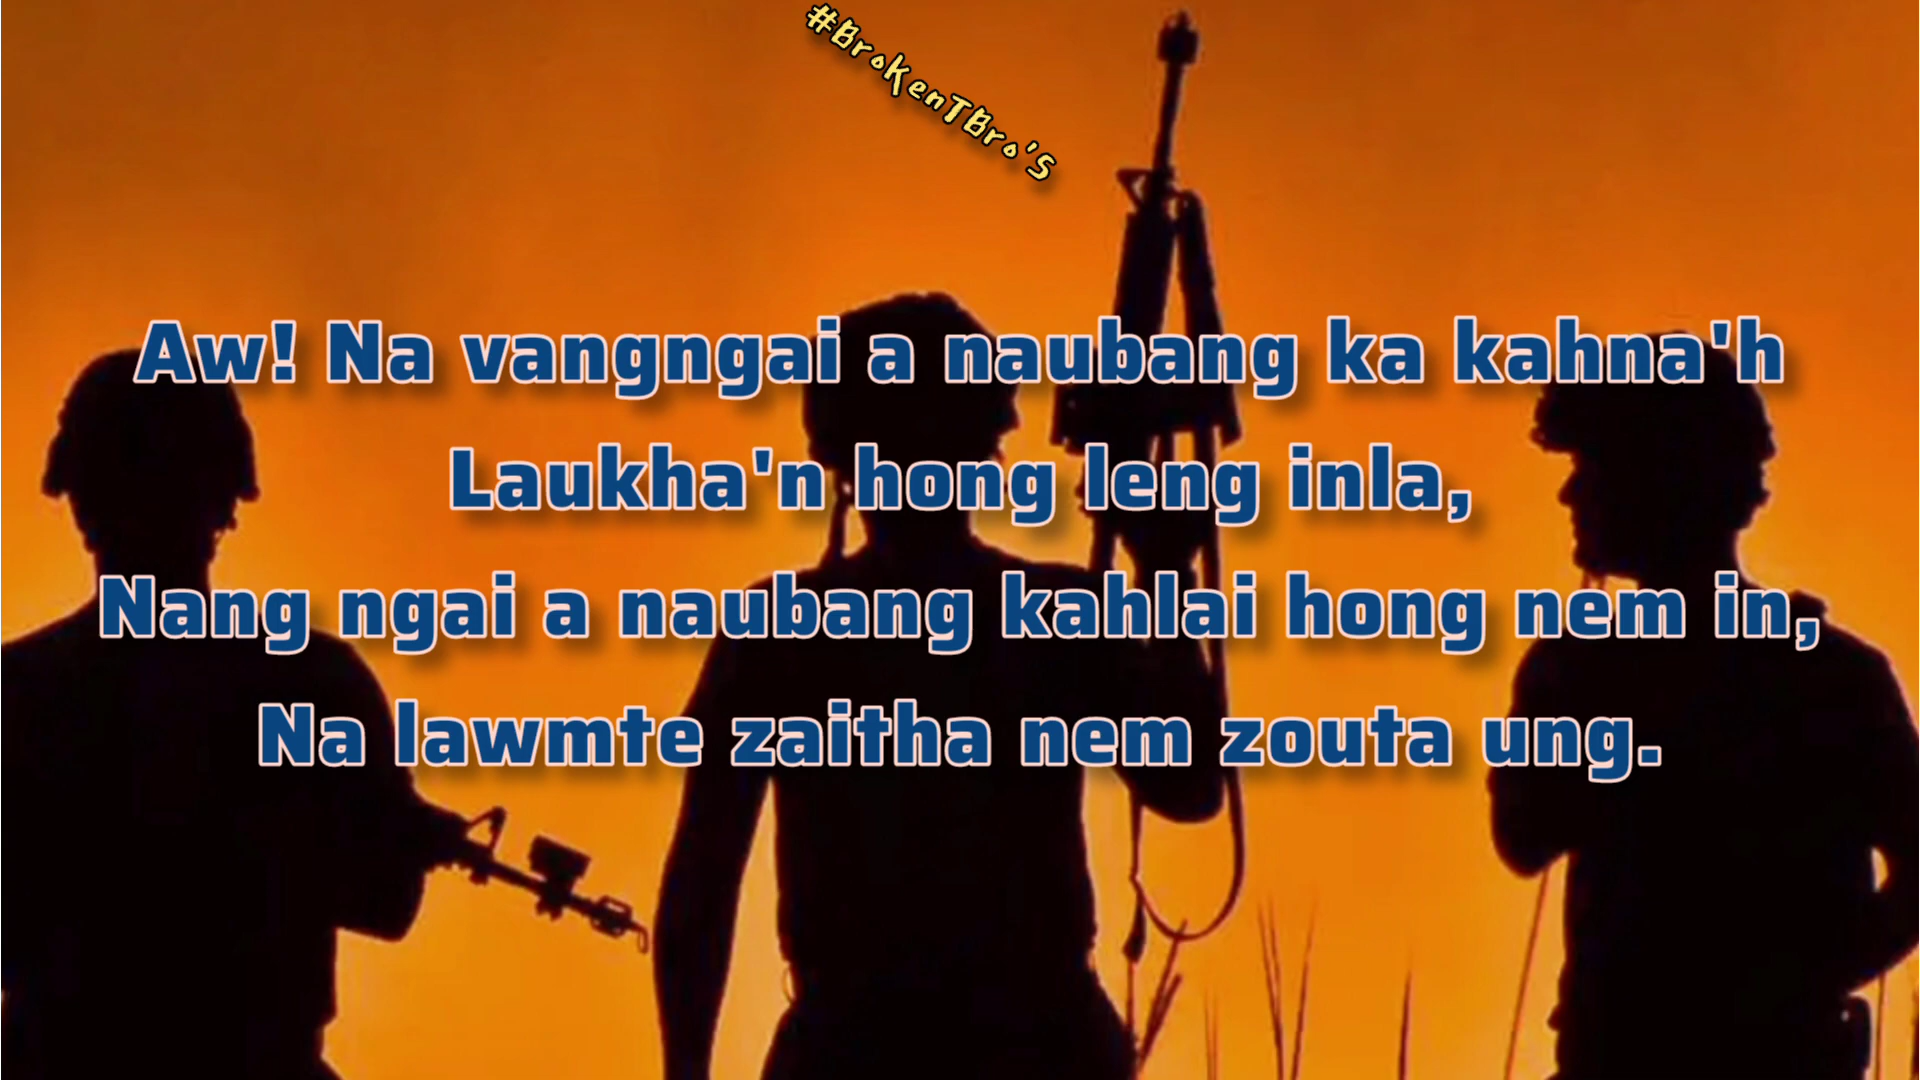 #BroKenTBro's
Aw! Na vangngai a naubang ka kahna'h
Laukha'n hong leng inla,
Nang ngai a naubang kahlai hong nem in,
Na lawmte zaitha nem zouta ung.